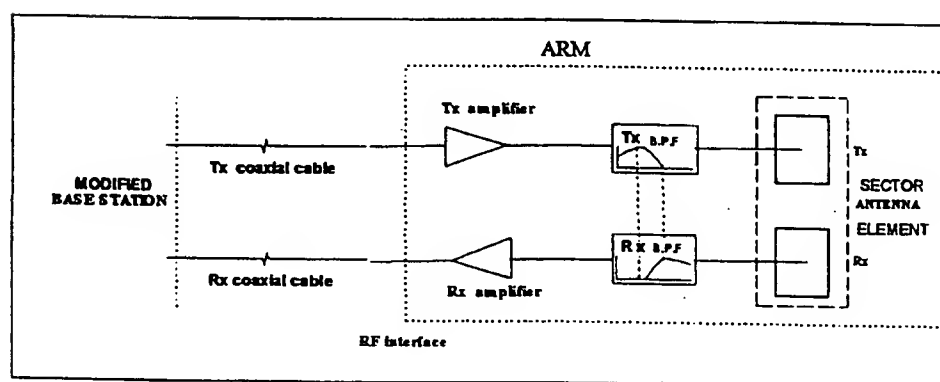 ARM
Tx amplifier
Tx B.P.F
Tx
Tx coaxial cable
MODIFIED
BASE STATION
SECTOR
ANTENNA
ELEMENT
Rx B.P.F
Rx
Rx coaxial cable
Rx amplifier
RF interface